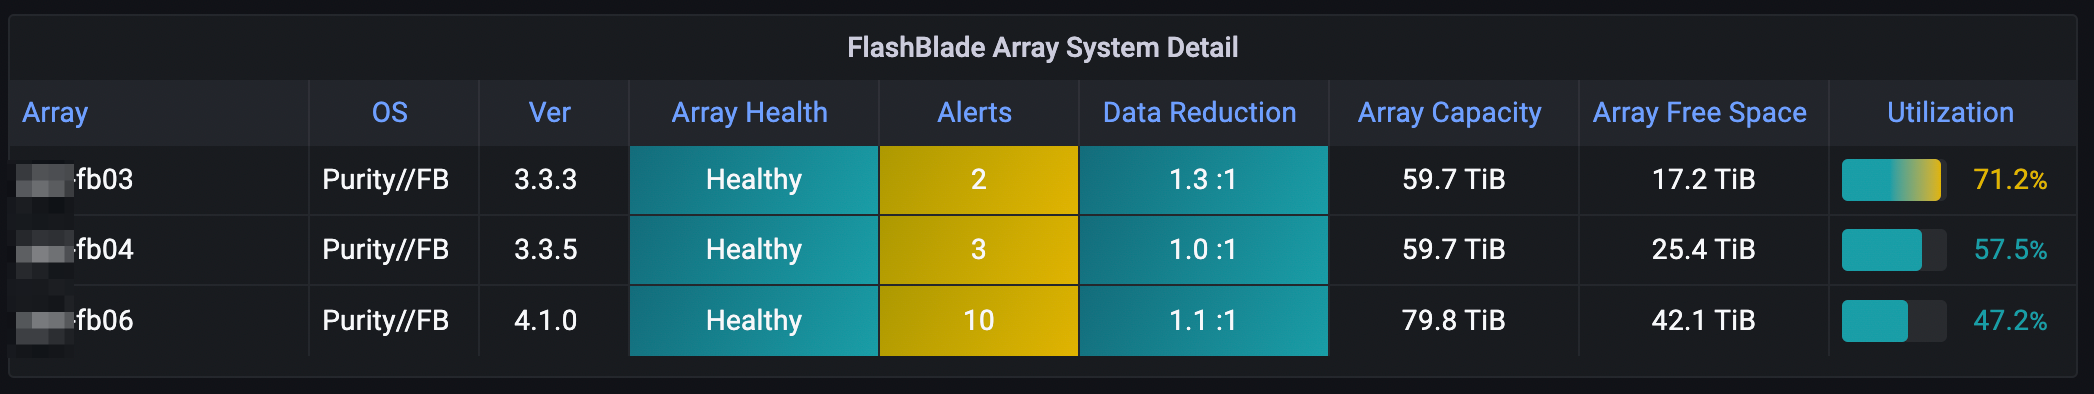 FlashBlade Array System Detail
Array OS Ver Array Health Alerts Data Reduction Array Capacity Array Free Space Utilization
-fb03 Purity//FB 3.3.3 Healthy 2 1.3 :1 59.7 TiB 17.2 TiB 71.2%
-fb04 Purity//FB 3.3.5 Healthy 3 1.0 :1 59.7 TiB 25.4 TiB 57.5%
-fb06 Purity//FB 4.1.0 Healthy 10 1.1 :1 79.8 TiB 42.1 TiB 47.2%